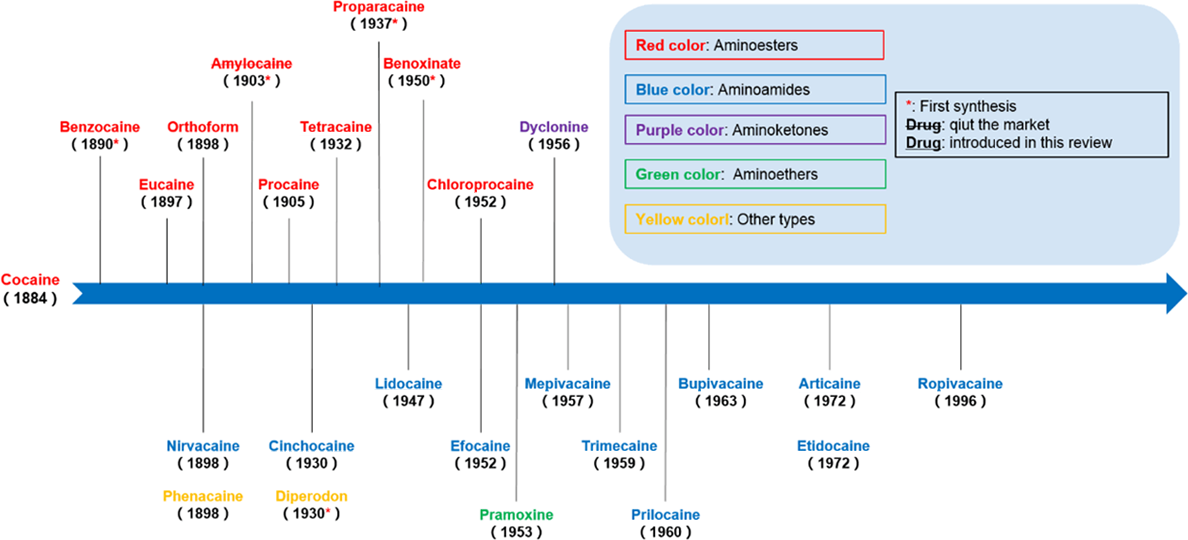 Proparacaine
( 1937* )
Amylocaine
( 1903* )
Benoxinate
( 1950* )
Benzocaine
( 1890* )
Orthoform
( 1898 )
Tetracaine
( 1932 )
Dyclonine
( 1956 )
Eucaine
( 1897 )
Procaine
( 1905 )
Chloroprocaine
( 1952 )
Cocaine
( 1884 )
Red color: Aminoesters
Blue color: Aminoamides
Purple color: Aminoketones
Green color: Aminoethers
Yellow colorl: Other types
*: First synthesis
Drug: qiut the market
Drug: introduced in this review
Lidocaine
( 1947 )
Mepivacaine
( 1957 )
Bupivacaine
( 1963 )
Articaine
( 1972 )
Ropivacaine
( 1996 )
Nirvacaine
( 1898 )
Cinchocaine
( 1930 )
Efocaine
( 1952 )
Trimecaine
( 1959 )
Etidocaine
( 1972 )
Phenacaine
( 1898 )
Diperodon
( 1930* )
Pramoxine
( 1953 )
Prilocaine
( 1960 )